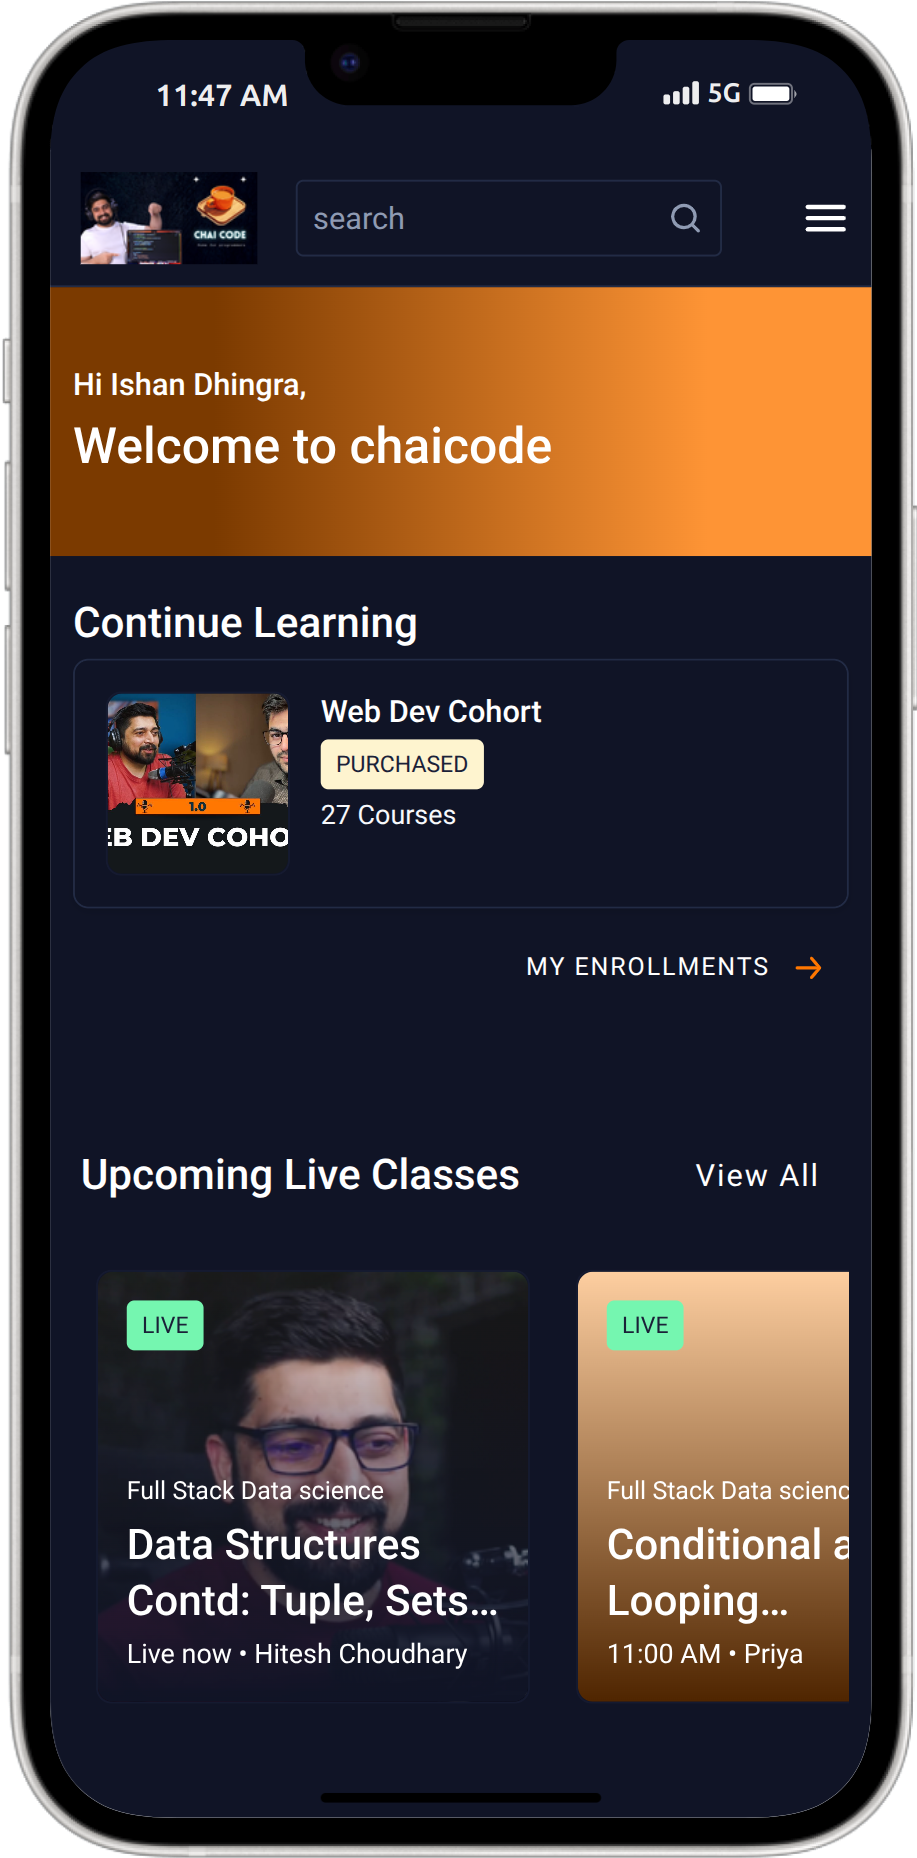 11:47 AM
5G
CHAI CODE
search
Hi Ishan Dhingra,
Welcome to chaicode
Continue Learning
1.0
EB DEV COHO
Web Dev Cohort
PURCHASED
27 Courses
MY ENROLLMENTS
Upcoming Live Classes
View All
LIVE
Full Stack Data science
Data Structures
Contd: Tuple, Sets...
Live now • Hitesh Choudhary
LIVE
Full Stack Data scienc
Conditional a
Looping...
11:00 AM • Priya